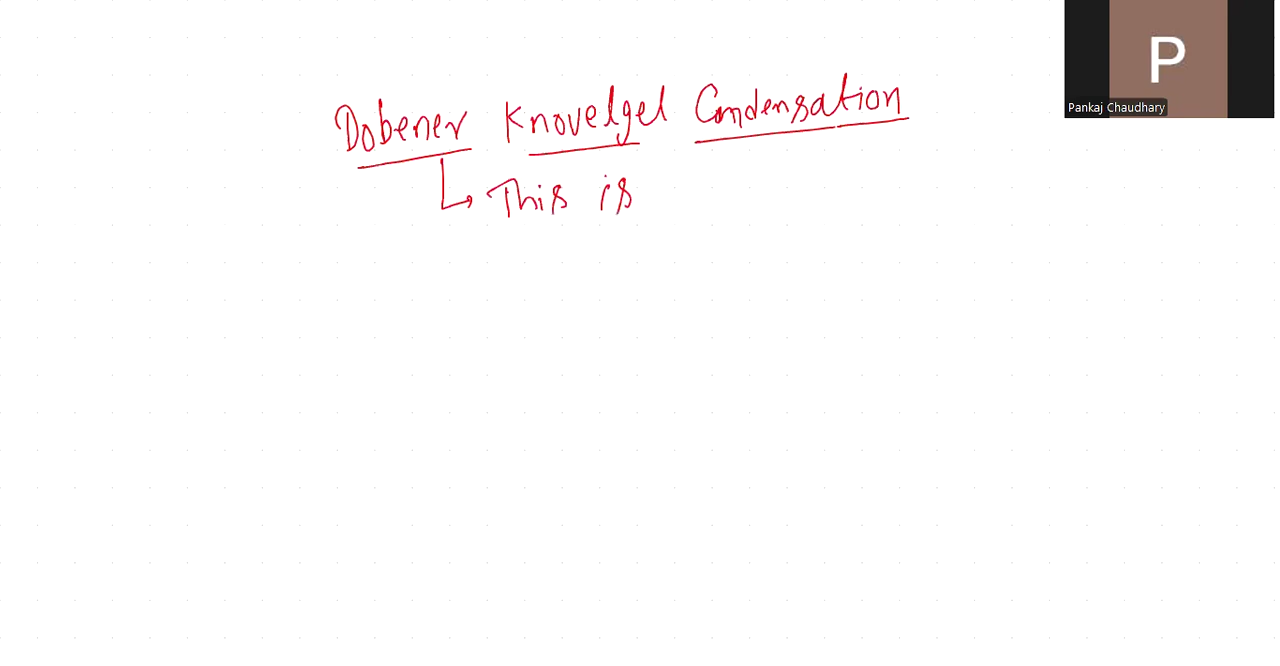 Dobener Knovelgel Condensation
↳ This is
P
Pankaj Chaudhary